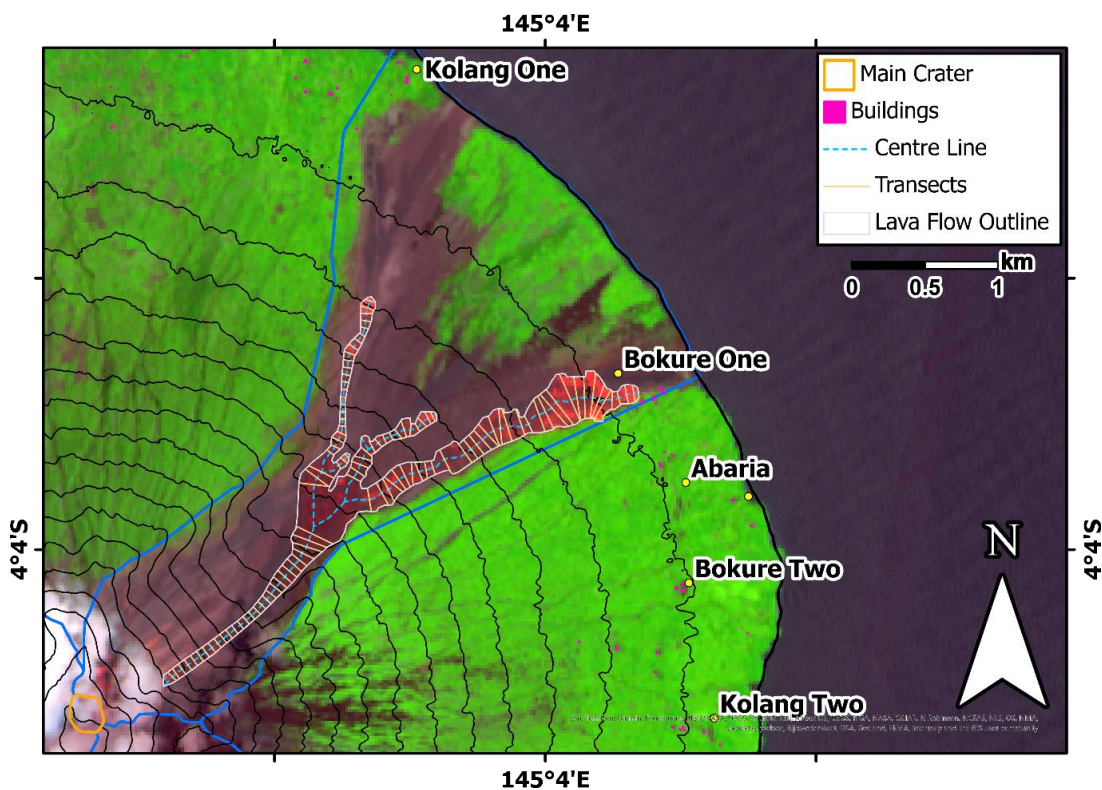 145°4'E
Kolang One
Main Crater
Buildings
Centre Line
Transects
Lava Flow Outline
km
0 0.5 1
Bokure One
Abaria
4°4'S
4°4'S
N
Bokure Two
Kolang Two
145°4'E